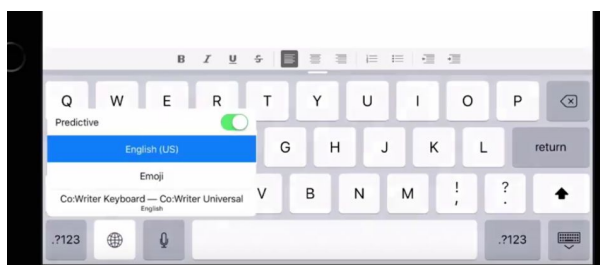 B I U S
Q W E R T Y U I O P
Predictive
English (US)
G H J K L return
Emoji
Co:Writer Keyboard — Co:Writer Universal
English
V B N M ! , ? .
.?123 .?123